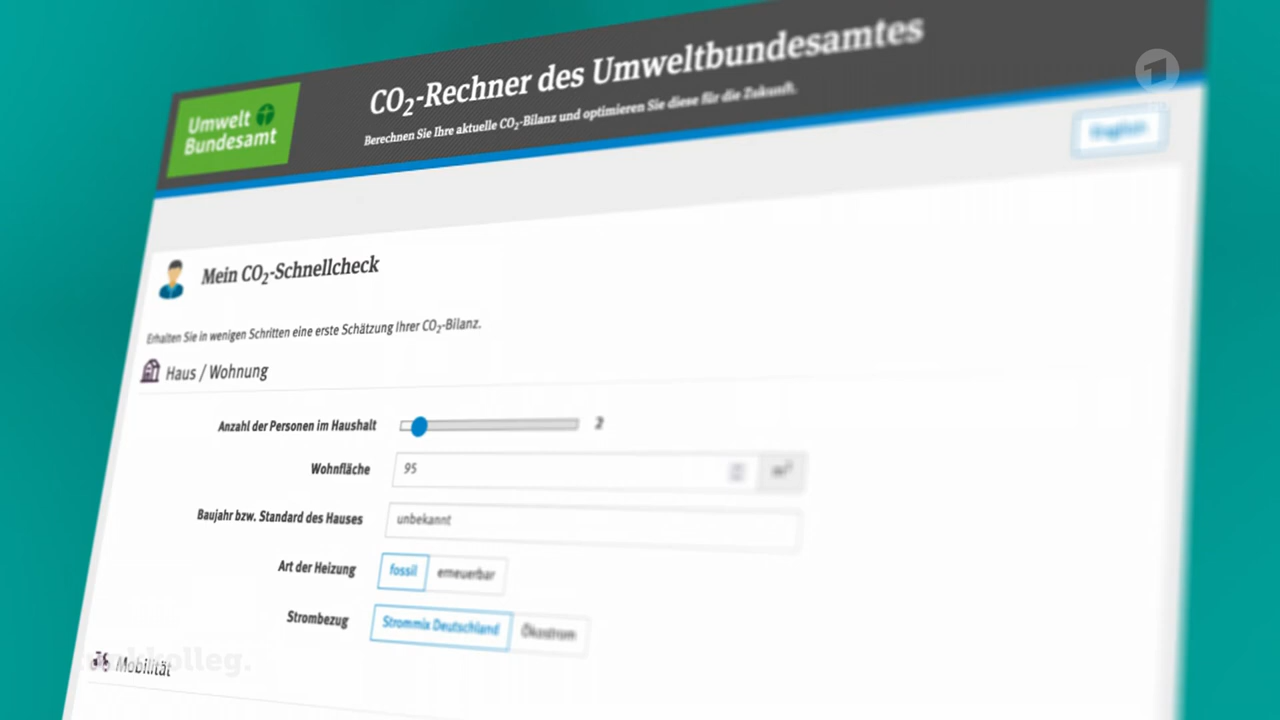 Umwelt
Bundesamt
CO₂-Rechner des Umweltbundesamtes
Berechnen Sie Ihre aktuelle CO₂-Bilanz und optimieren Sie diese für die Zukunft.
1
English
Mein CO₂-Schnellcheck
Erhalten Sie in wenigen Schritten eine erste Schätzung Ihrer CO₂-Bilanz.
Haus / Wohnung
Anzahl der Personen im Haushalt 2
Wohnfläche 95 m²
Baujahr bzw. Standard des Hauses unbekannt
Art der Heizung fossil erneuerbar
Strombezug Strommix Deutschland Ökostrom
Mobilität